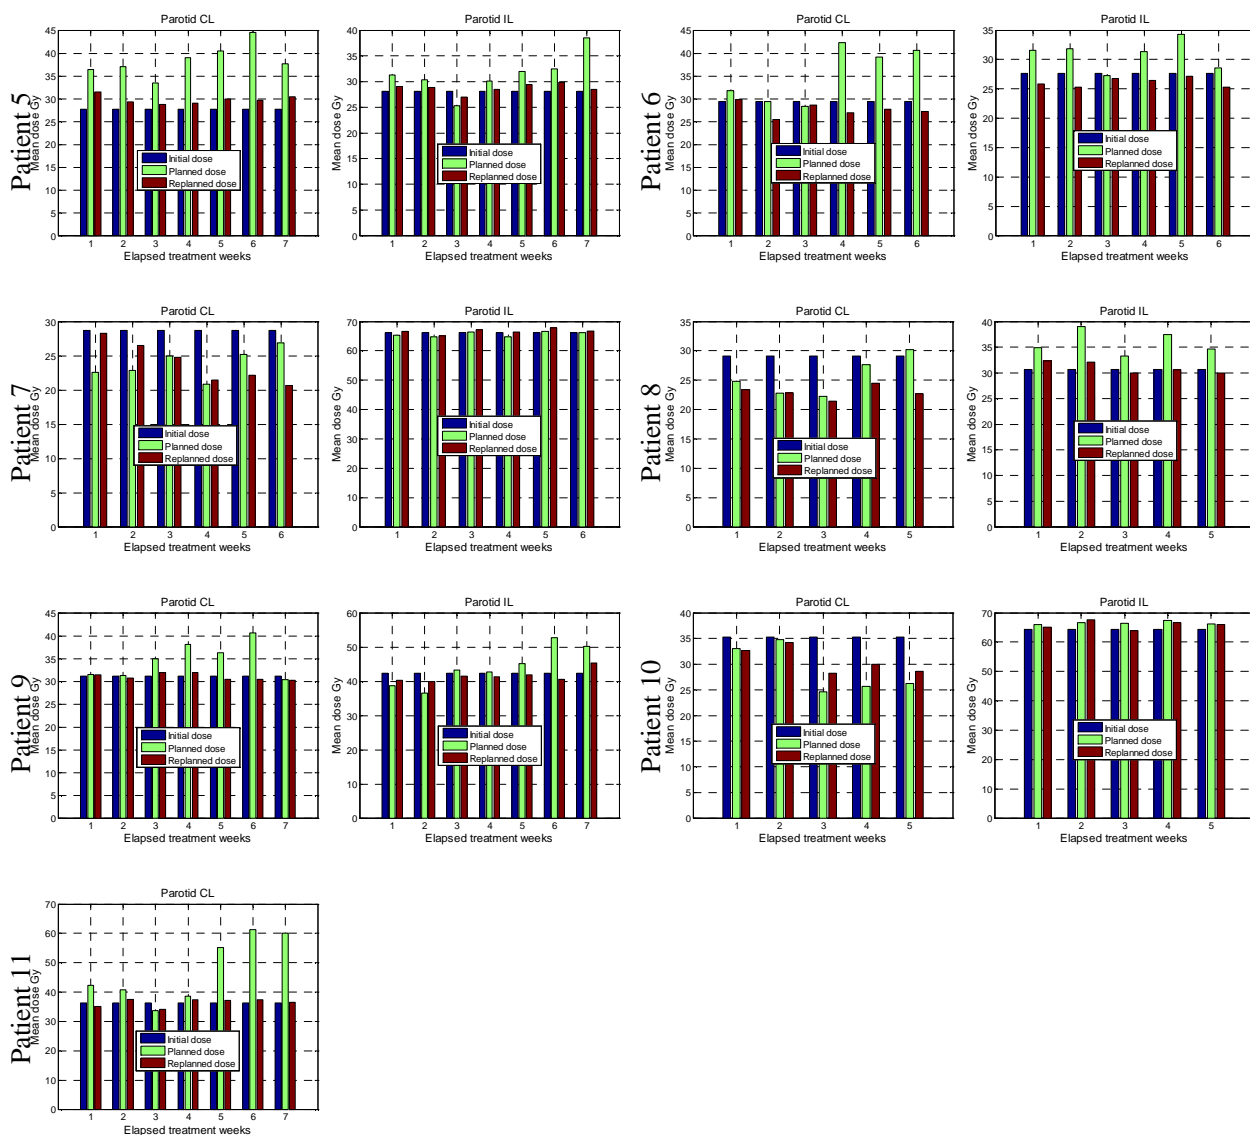 Patient 5
Parotid CL
Mean dose Gy
45
40
35
30
25
20
15
10
5
0
Initial dose
Planned dose
Replanned dose
1 2 3 4 5 6 7
Elapsed treatment weeks
Parotid IL
Mean dose Gy
40
35
30
25
20
15
10
5
0
Initial dose
Planned dose
Replanned dose
1 2 3 4 5 6 7
Elapsed treatment weeks
Patient 6
Parotid CL
Mean dose Gy
45
40
35
30
25
20
15
10
5
0
Initial dose
Planned dose
Replanned dose
1 2 3 4 5 6
Elapsed treatment weeks
Parotid IL
Mean dose Gy
35
30
25
20
15
10
5
0
Initial dose
Planned dose
Replanned dose
1 2 3 4 5 6
Elapsed treatment weeks
Patient 7
Parotid CL
Mean dose Gy
30
25
20
15
10
5
0
Initial dose
Planned dose
Replanned dose
1 2 3 4 5 6
Elapsed treatment weeks
Parotid IL
Mean dose Gy
70
60
50
40
30
20
10
0
Initial dose
Planned dose
Replanned dose
1 2 3 4 5 6
Elapsed treatment weeks
Patient 8
Parotid CL
Mean dose Gy
35
30
25
20
15
10
5
0
Initial dose
Planned dose
Replanned dose
1 2 3 4 5
Elapsed treatment weeks
Parotid IL
Mean dose Gy
40
35
30
25
20
15
10
5
0
Initial dose
Planned dose
Replanned dose
1 2 3 4 5
Elapsed treatment weeks
Patient 9
Parotid CL
Mean dose Gy
45
40
35
30
25
20
15
10
5
0
Initial dose
Planned dose
Replanned dose
1 2 3 4 5 6 7
Elapsed treatment weeks
Parotid IL
Mean dose Gy
60
50
40
30
20
10
0
Initial dose
Planned dose
Replanned dose
1 2 3 4 5 6 7
Elapsed treatment weeks
Patient 10
Parotid CL
Mean dose Gy
40
35
30
25
20
15
10
5
0
Initial dose
Planned dose
Replanned dose
1 2 3 4 5
Elapsed treatment weeks
Parotid IL
Mean dose Gy
70
60
50
40
30
20
10
0
Initial dose
Planned dose
Replanned dose
1 2 3 4 5
Elapsed treatment weeks
Patient 11
Parotid CL
Mean dose Gy
70
60
50
40
30
20
10
0
Initial dose
Planned dose
Replanned dose
1 2 3 4 5 6 7
Elapsed treatment weeks